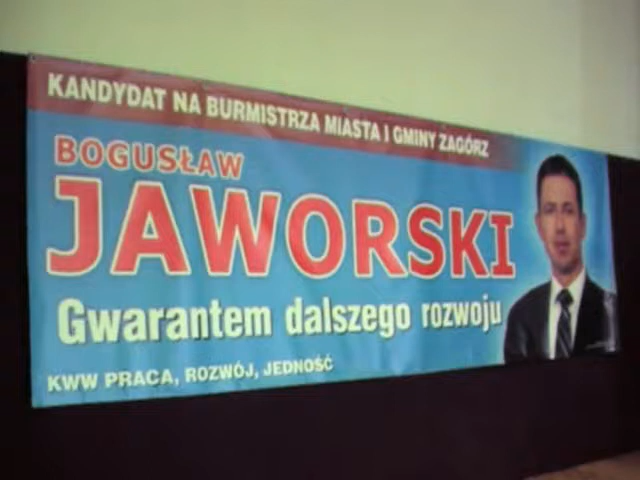 KANDYDAT NA BURMISTRZA MIASTA I GMINY ZAGÓRZ
BOGUSŁAW
JAWORSKI
Gwarantem dalszego rozwoju
KWW PRACA, ROZWÓJ, JEDNOŚĆ